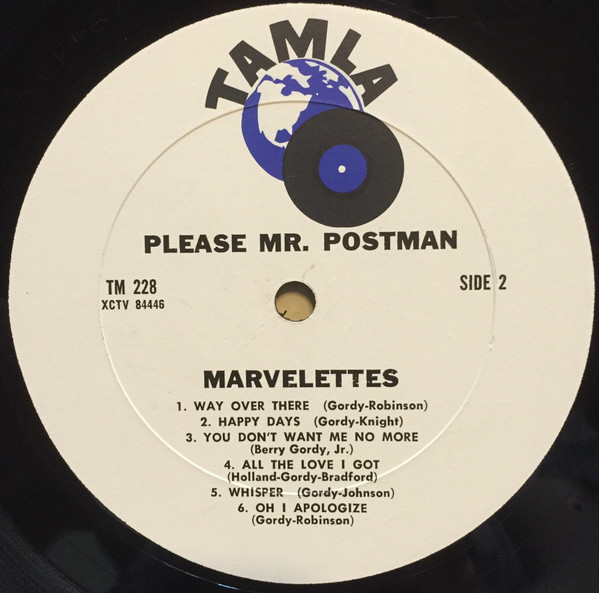 TAMLA
PLEASE MR. POSTMAN
TM 228
XCTV 84446
SIDE 2
MARVELETTES
1. WAY OVER THERE (Gordy-Robinson)
2. HAPPY DAYS (Gordy-Knight)
3. YOU DON'T WANT ME NO MORE
(Berry Gordy, Jr.)
4. ALL THE LOVE I GOT
(Holland-Gordy-Bradford)
5. WHISPER (Gordy-Johnson)
6. OH I APOLOGIZE
(Gordy-Robinson)